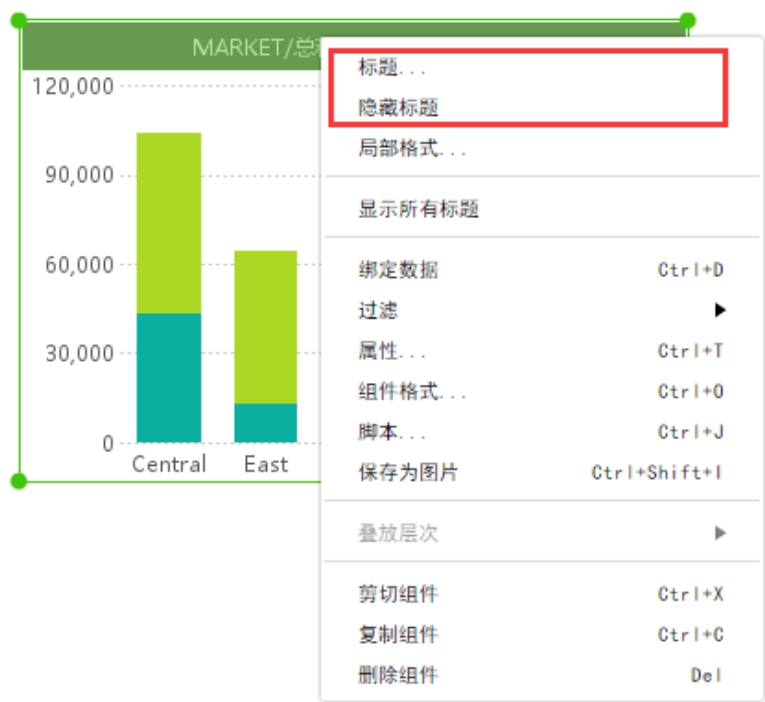 MARKET/总
120,000
90,000
60,000
30,000
0
Central East
标题...
隐藏标题
局部格式...
显示所有标题
绑定数据 Ctrl+D
过滤
属性... Ctrl+T
组件格式... Ctrl+O
脚本... Ctrl+J
保存为图片 Ctrl+Shift+I
叠放层次
剪切组件 Ctrl+X
复制组件 Ctrl+C
删除组件 Del